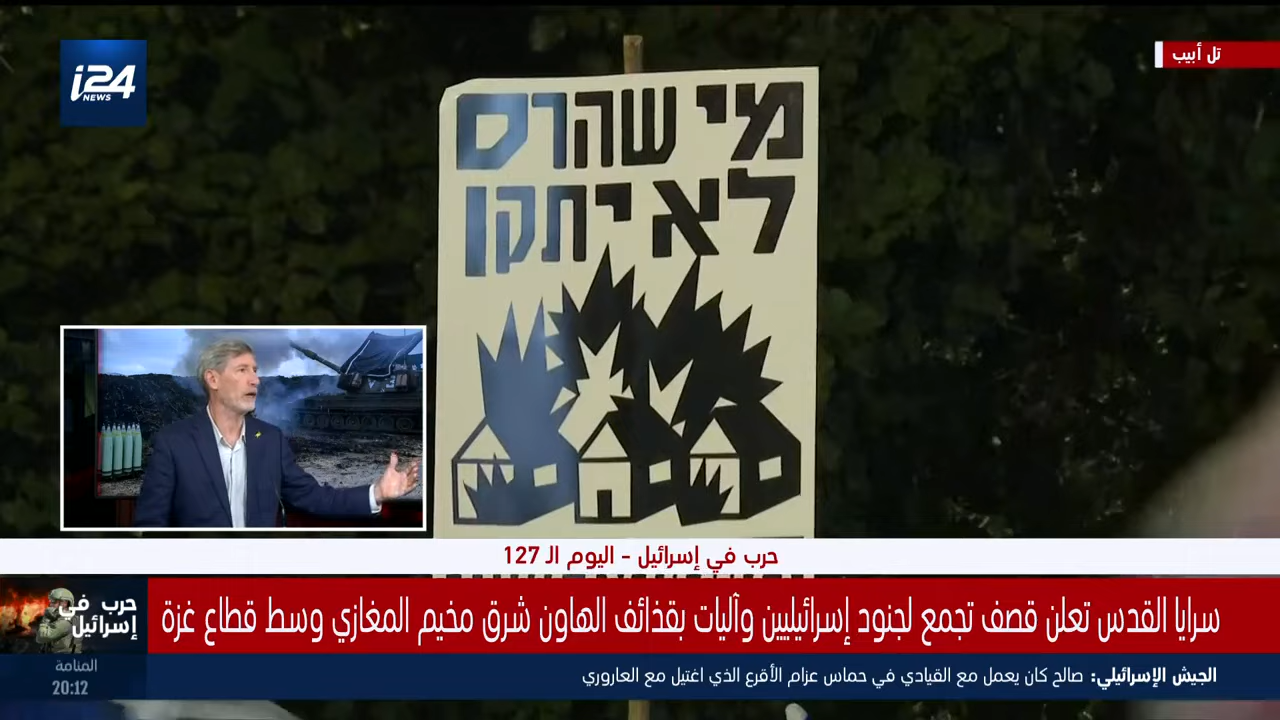 i24
NEWS
تل أبيب
מי שהרס
לא יתקן
حرب في إسرائيل - اليوم الـ 127
حرب في
إسرائيل
سرايا القدس تعلن قصف تجمع لجنود إسرائيليين وآليات بقذائف الهاون شرق مخيم المغازي وسط قطاع غزة
المنامة
20:12
الجيش الإسرائيلي: صالح كان يعمل مع القيادي في حماس عزام الأقرع الذي اغتيل مع العاروري